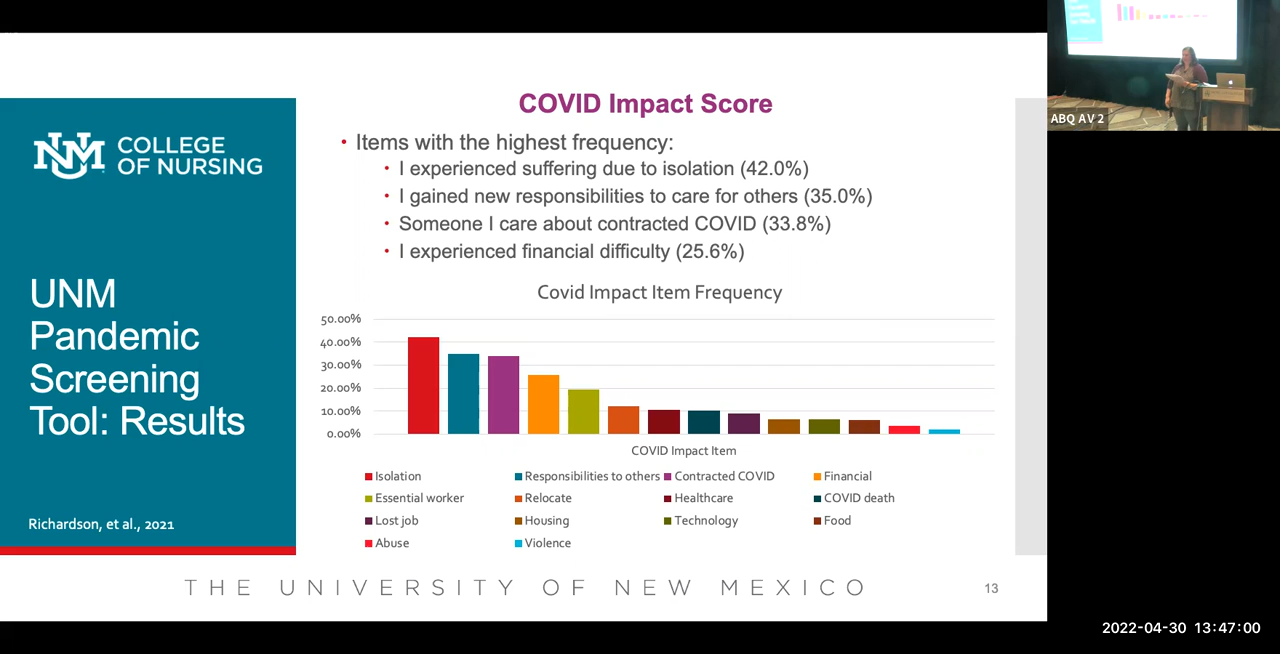 COVID Impact Score
• Items with the highest frequency:
• I experienced suffering due to isolation (42.0%)
• I gained new responsibilities to care for others (35.0%)
• Someone I care about contracted COVID (33.8%)
• I experienced financial difficulty (25.6%)
UNM COLLEGE
OF NURSING
UNM
Pandemic
Screening
Tool: Results
Richardson, et al., 2021
Covid Impact Item Frequency
50.00%
40.00%
30.00%
20.00%
10.00%
0.00%
COVID Impact Item
Isolation Responsibilities to others Contracted COVID Financial
Essential worker Relocate Healthcare COVID death
Lost job Housing Technology Food
Abuse Violence
THE UNIVERSITY OF NEW MEXICO
13
ABQ AV 2
2022-04-30 13:47:00